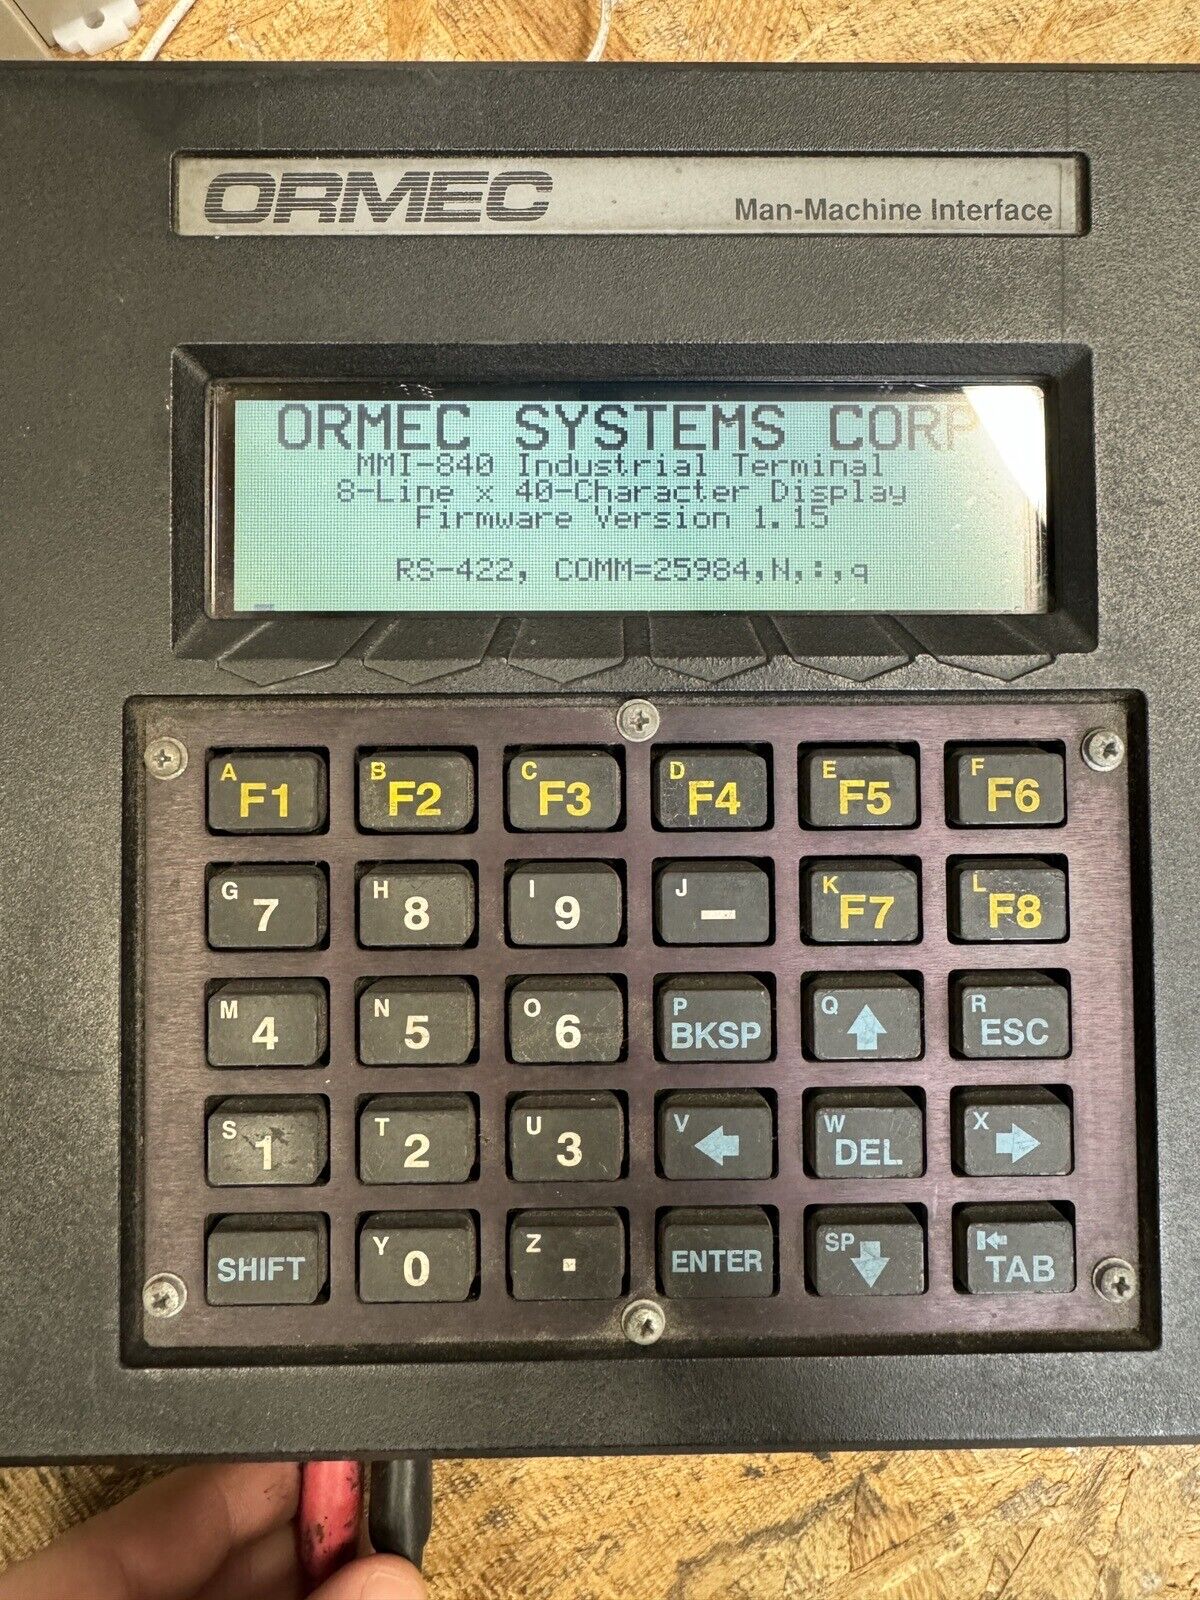 ORMEC Man-Machine Interface
ORMEC SYSTEMS CORP
MMI-840 Industrial Terminal
8-Line x 40-Character Display
Firmware Version 1.15
RS-422, COMM=25984,N,:,q
A F1 B F2 C F3 D F4 E F5 F F6
G 7 H 8 I 9 J - K F7 L F8
M 4 N 5 O 6 P BKSP Q R ESC
S 1 T 2 U 3 V W DEL X
SHIFT Y 0 Z . ENTER SP TAB